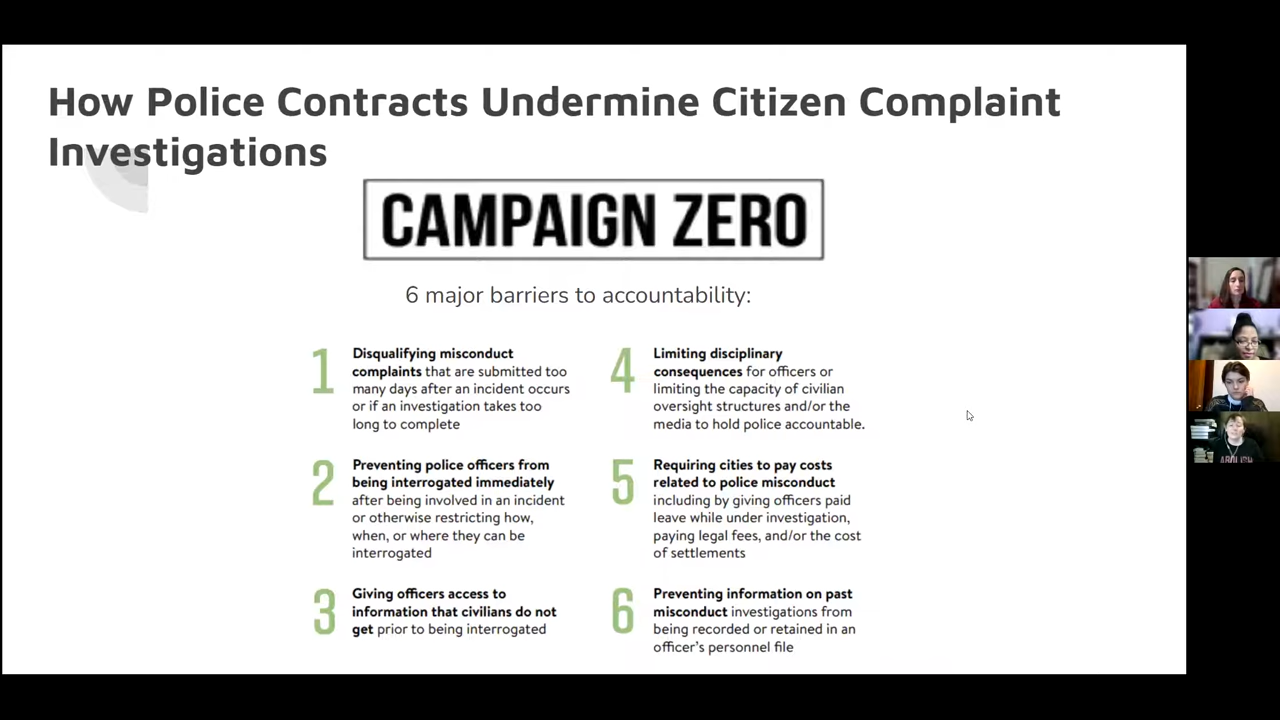 How Police Contracts Undermine Citizen Complaint
Investigations
CAMPAIGN ZERO
6 major barriers to accountability:
1
Disqualifying misconduct
complaints that are submitted too
many days after an incident occurs
or if an investigation takes too
long to complete
2
Preventing police officers from
being interrogated immediately
after being involved in an incident
or otherwise restricting how,
when, or where they can be
interrogated
3
Giving officers access to
information that civilians do not
get prior to being interrogated
4
Limiting disciplinary
consequences for officers or
limiting the capacity of civilian
oversight structures and/or the
media to hold police accountable.
5
Requiring cities to pay costs
related to police misconduct
including by giving officers paid
leave while under investigation,
paying legal fees, and/or the cost
of settlements
6
Preventing information on past
misconduct investigations from
being recorded or retained in an
officer's personnel file
ABOLISH